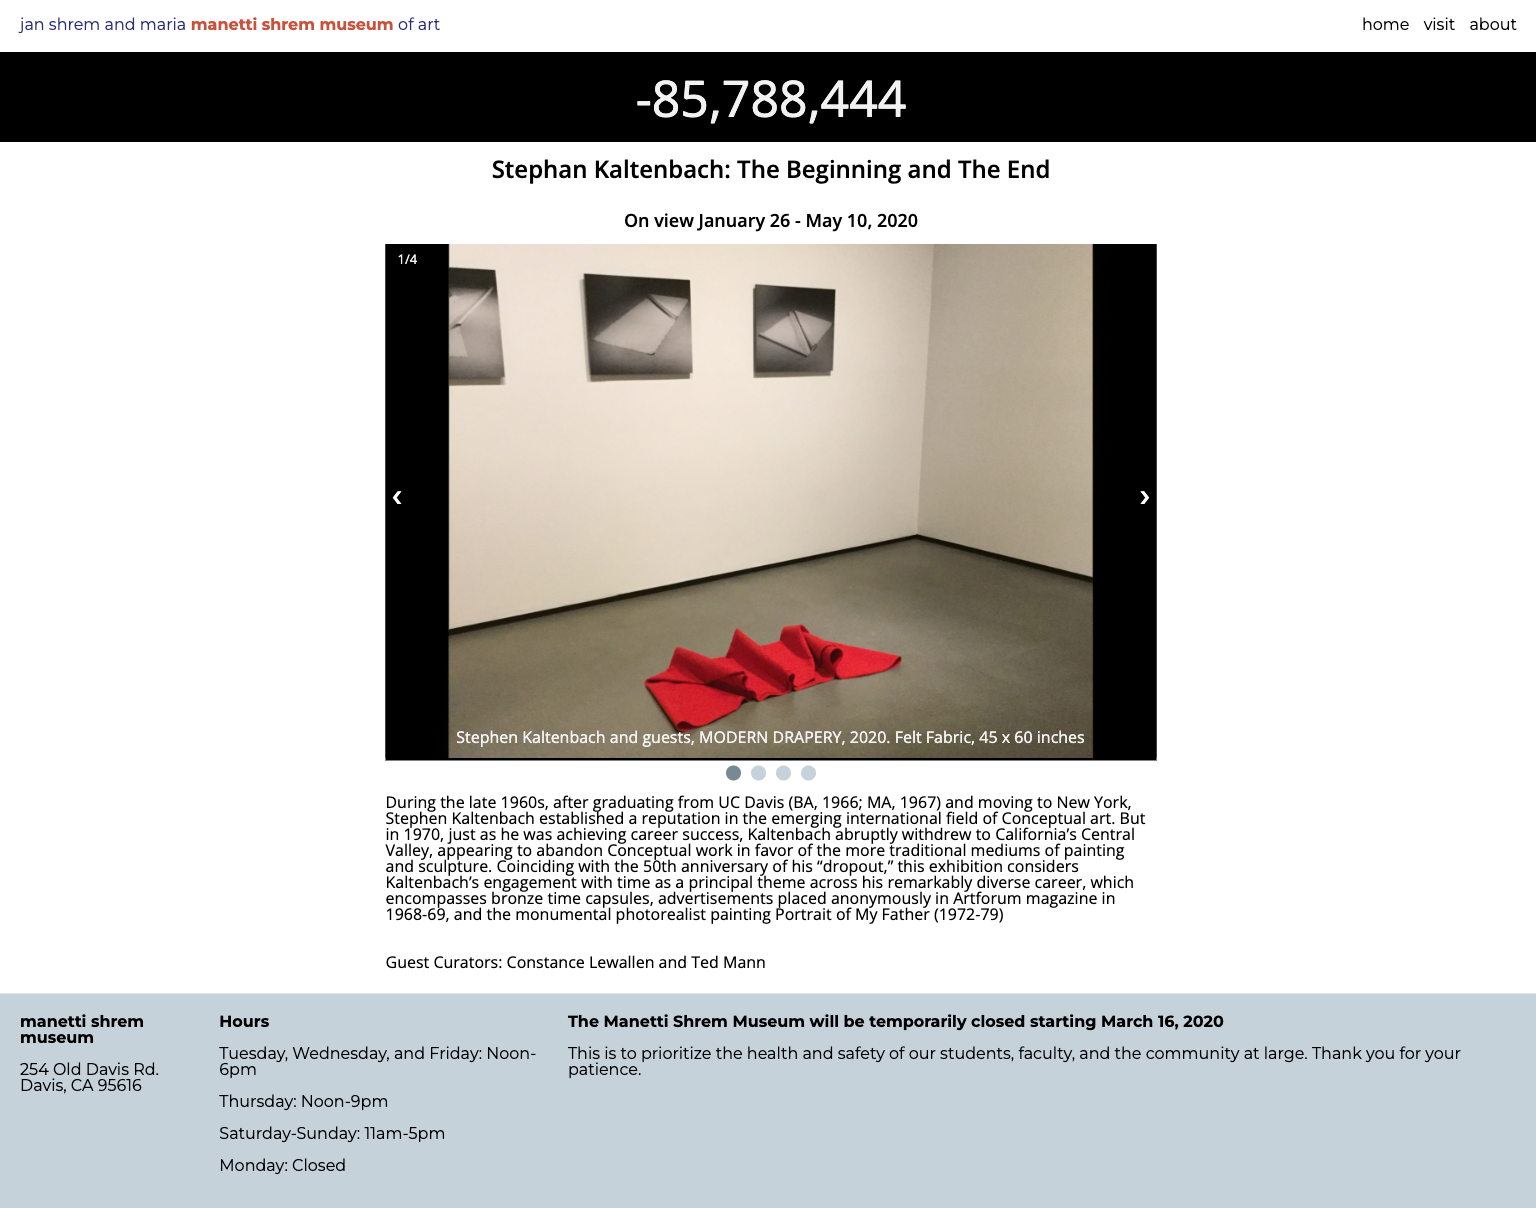 jan shrem and maria manetti shrem museum of art
home visit about
-85,788,444
Stephan Kaltenbach: The Beginning and The End
On view January 26 - May 10, 2020
1/4
‹ ›
Stephen Kaltenbach and guests, MODERN DRAPERY, 2020. Felt Fabric, 45 x 60 inches
During the late 1960s, after graduating from UC Davis (BA, 1966; MA, 1967) and moving to New York,
Stephen Kaltenbach established a reputation in the emerging international field of Conceptual art. But
in 1970, just as he was achieving career success, Kaltenbach abruptly withdrew to California’s Central
Valley, appearing to abandon Conceptual work in favor of the more traditional mediums of painting
and sculpture. Coinciding with the 50th anniversary of his “dropout,” this exhibition considers
Kaltenbach’s engagement with time as a principal theme across his remarkably diverse career, which
encompasses bronze time capsules, advertisements placed anonymously in Artforum magazine in
1968-69, and the monumental photorealist painting Portrait of My Father (1972-79)
Guest Curators: Constance Lewallen and Ted Mann
manetti shrem
museum
254 Old Davis Rd.
Davis, CA 95616
Hours
Tuesday, Wednesday, and Friday: Noon-
6pm
Thursday: Noon-9pm
Saturday-Sunday: 11am-5pm
Monday: Closed
The Manetti Shrem Museum will be temporarily closed starting March 16, 2020
This is to prioritize the health and safety of our students, faculty, and the community at large. Thank you for your
patience.